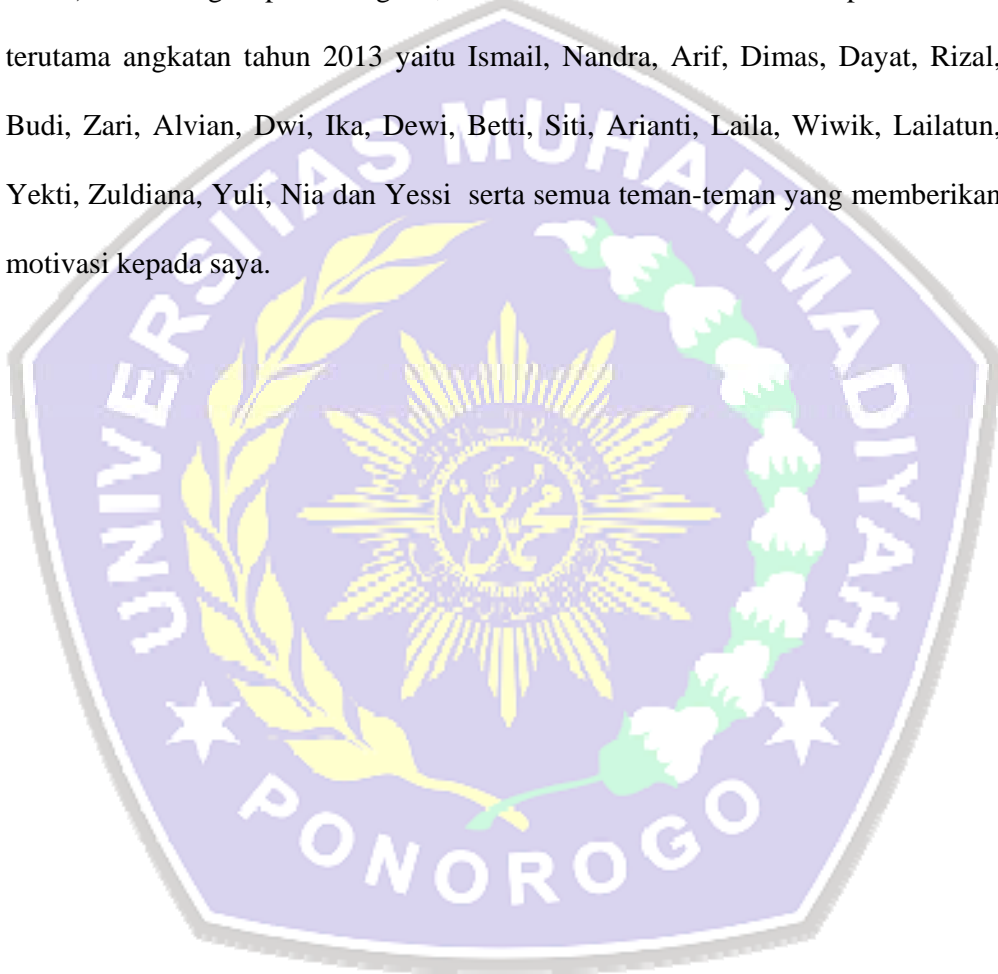 terutama angkatan tahun 2013 yaitu Ismail, Nandra, Arif, Dimas, Dayat, Rizal,
Budi, Zari, Alvian, Dwi, Ika, Dewi, Betti, Siti, Arianti, Laila, Wiwik, Lailatun,
Yekti, Zuldiana, Yuli, Nia dan Yessi serta semua teman-teman yang memberikan
motivasi kepada saya.
UNIVERSITAS MUHAMMADIYAH
محمدية
PONOROGO